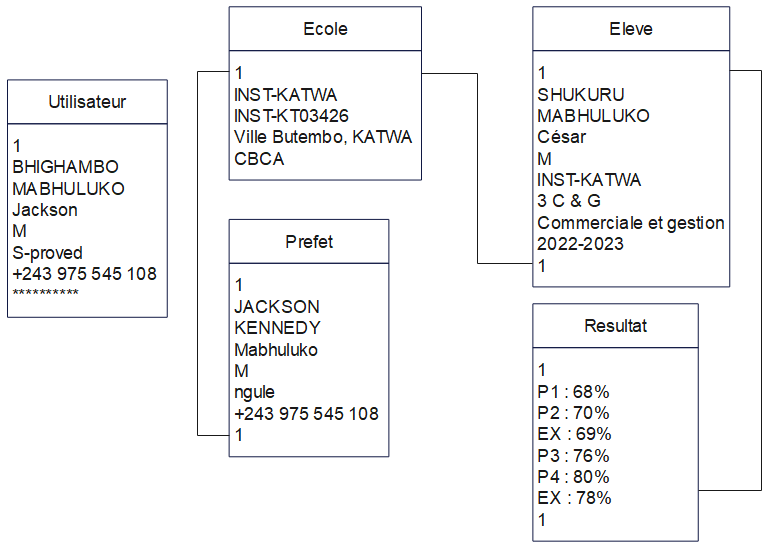 Utilisateur
1
BHIGHAMBO
MABHULUKO
Jackson
M
S-proved
+243 975 545 108
**********
Ecole
1
INST-KATWA
INST-KT03426
Ville Butembo, KATWA
CBCA
Prefet
1
JACKSON
KENNEDY
Mabhuluko
M
ngule
+243 975 545 108
1
Eleve
1
SHUKURU
MABHULUKO
César
M
INST-KATWA
3 C & G
Commerciale et gestion
2022-2023
1
Resultat
1
P1 : 68%
P2 : 70%
EX : 69%
P3 : 76%
P4 : 80%
EX : 78%
1